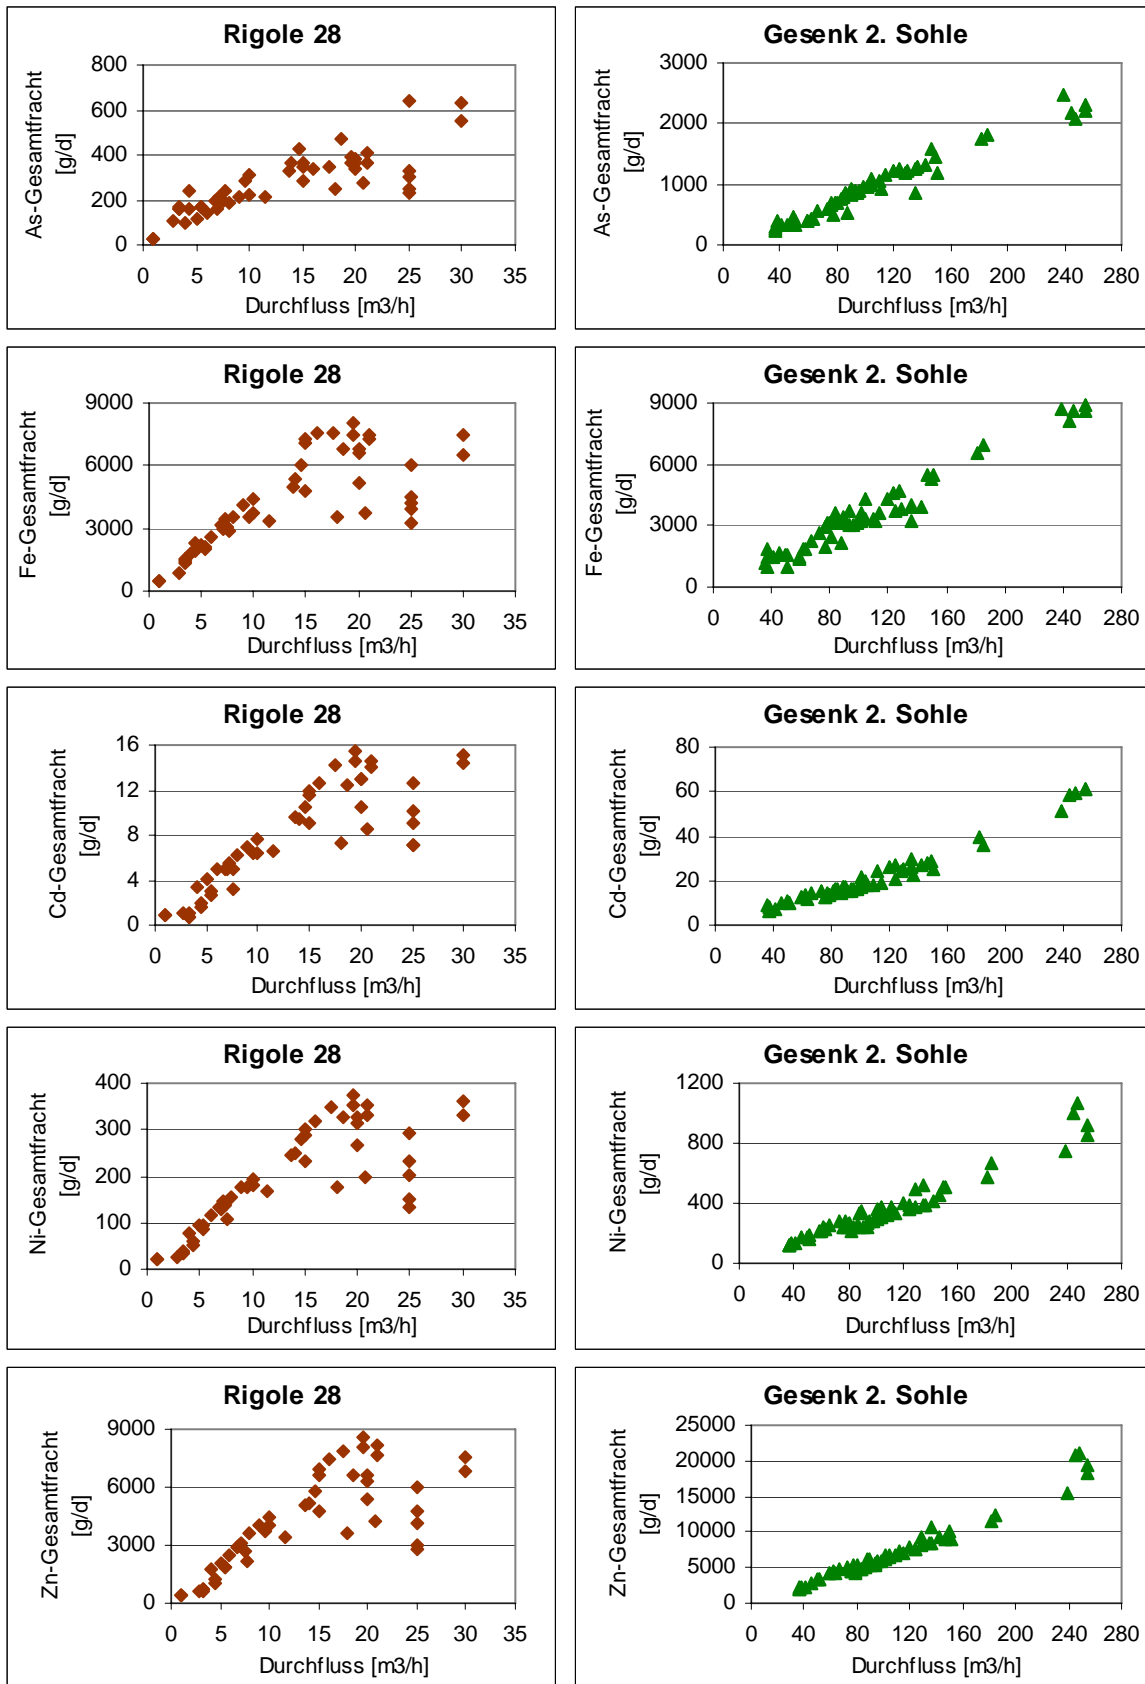 Rigole 28
As-Gesamtfracht
[g/d]
800
600
400
200
0
0 5 10 15 20 25 30 35
Durchfluss [m3/h]
Gesenk 2. Sohle
As-Gesamtfracht
[g/d]
3000
2000
1000
0
0 40 80 120 160 200 240 280
Durchfluss [m3/h]
Rigole 28
Fe-Gesamtfracht
[g/d]
9000
6000
3000
0
0 5 10 15 20 25 30 35
Durchfluss [m3/h]
Gesenk 2. Sohle
Fe-Gesamtfracht
[g/d]
9000
6000
3000
0
0 40 80 120 160 200 240 280
Durchfluss [m3/h]
Rigole 28
Cd-Gesamtfracht
[g/d]
16
12
8
4
0
0 5 10 15 20 25 30 35
Durchfluss [m3/h]
Gesenk 2. Sohle
Cd-Gesamtfracht
[g/d]
80
60
40
20
0
0 40 80 120 160 200 240 280
Durchfluss [m3/h]
Rigole 28
Ni-Gesamtfracht
[g/d]
400
300
200
100
0
0 5 10 15 20 25 30 35
Durchfluss [m3/h]
Gesenk 2. Sohle
Ni-Gesamtfracht
[g/d]
1200
800
400
0
0 40 80 120 160 200 240 280
Durchfluss [m3/h]
Rigole 28
Zn-Gesamtfracht
[g/d]
9000
6000
3000
0
0 5 10 15 20 25 30 35
Durchfluss [m3/h]
Gesenk 2. Sohle
Zn-Gesamtfracht
[g/d]
25000
20000
15000
10000
5000
0
0 40 80 120 160 200 240 280
Durchfluss [m3/h]